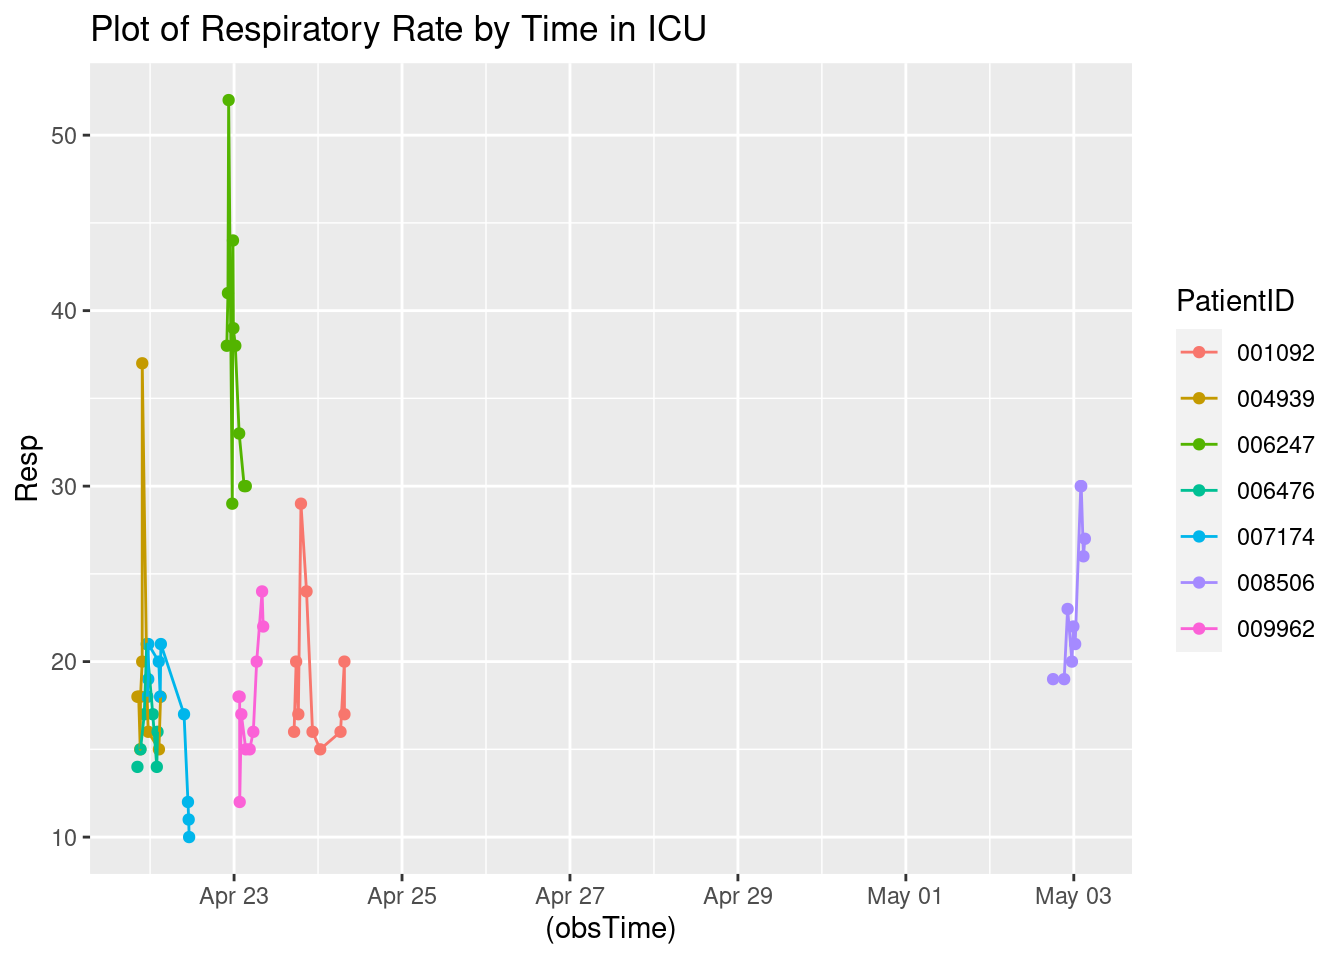 Plot of Respiratory Rate by Time in ICU
50
40
30
20
10
Resp
Apr 23
Apr 25
Apr 27
Apr 29
May 01
May 03
(obsTime)
PatientID
001092
004939
006247
006476
007174
008506
009962